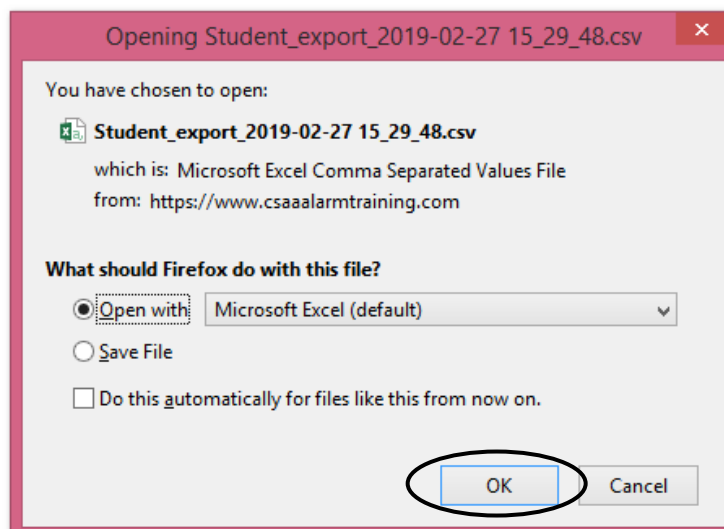 Opening Student_export_2019-02-27 15_29_48.csv
You have chosen to open:
Student_export_2019-02-27 15_29_48.csv
which is: Microsoft Excel Comma Separated Values File
from: https://www.csaaalarmtraining.com
What should Firefox do with this file?
Open with Microsoft Excel (default)
Save File
Do this automatically for files like this from now on.
OK Cancel